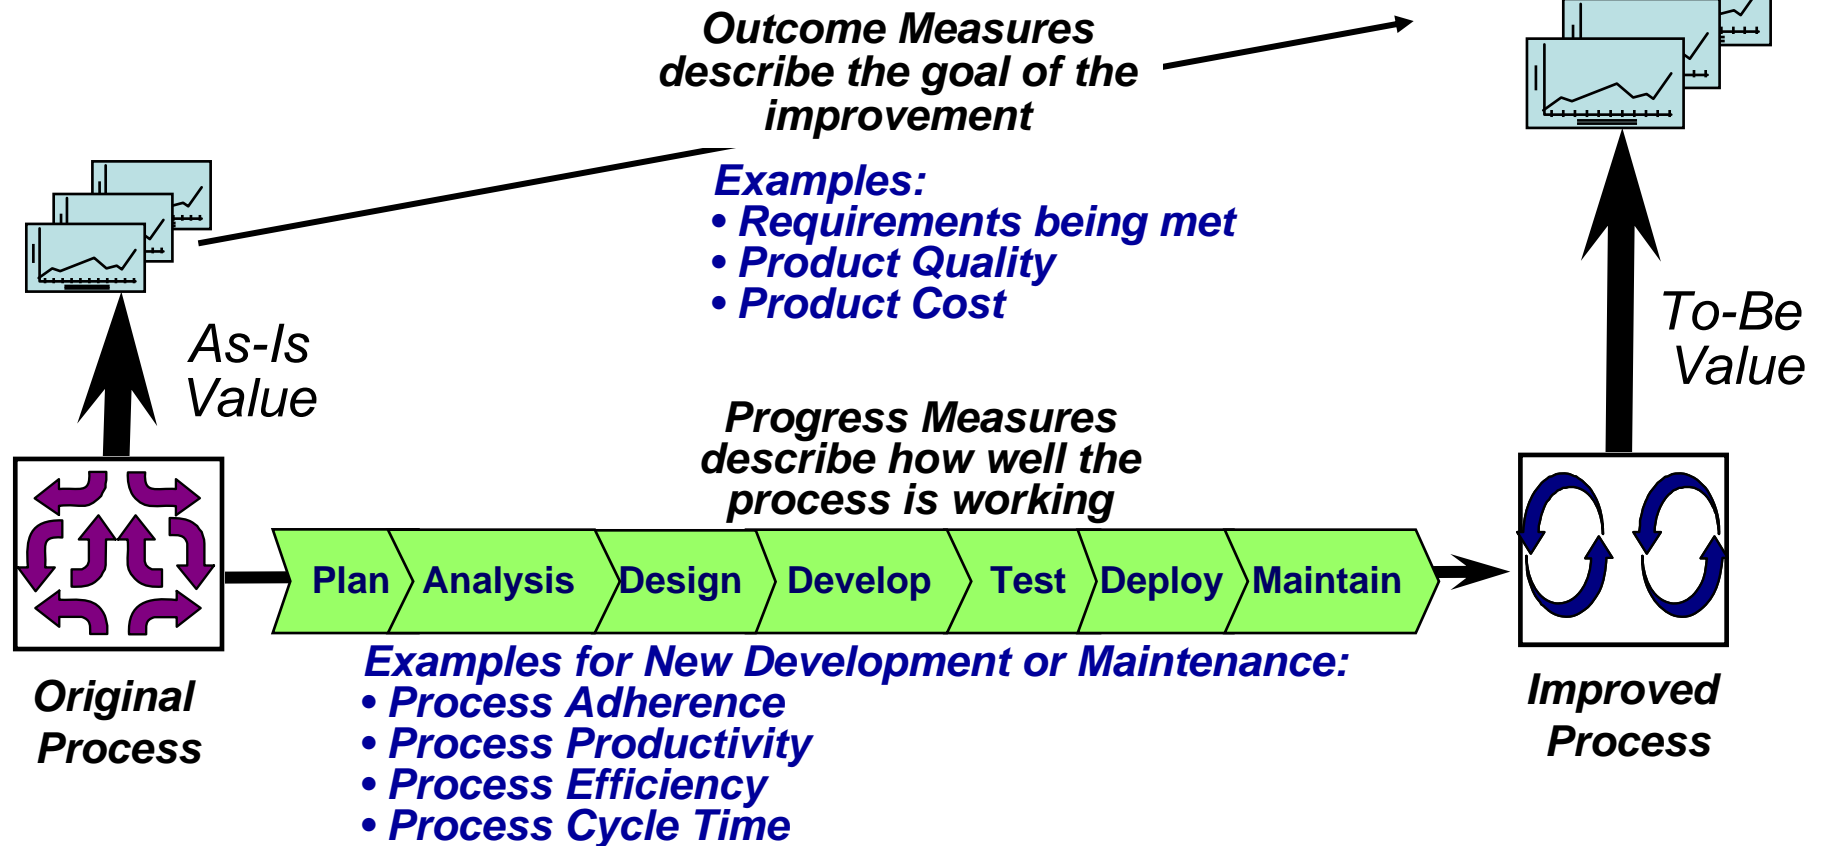 Outcome Measures
describe the goal of the
improvement
Examples:
• Requirements being met
• Product Quality
• Product Cost
As-Is
Value
To-Be
Value
Progress Measures
describe how well the
process is working
Plan Analysis Design Develop Test Deploy Maintain
Examples for New Development or Maintenance:
• Process Adherence
• Process Productivity
• Process Efficiency
• Process Cycle Time
Original
Process
Improved
Process